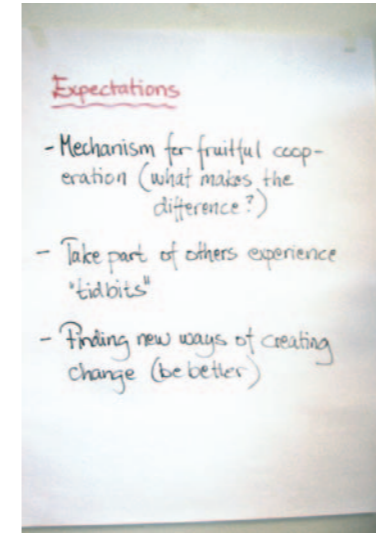 Expectations
- Mechanism for fruitful coop-
eration (what makes the
difference?)
- Take part of others experience
"tidbits"
- Finding new ways of creating
change (be better)